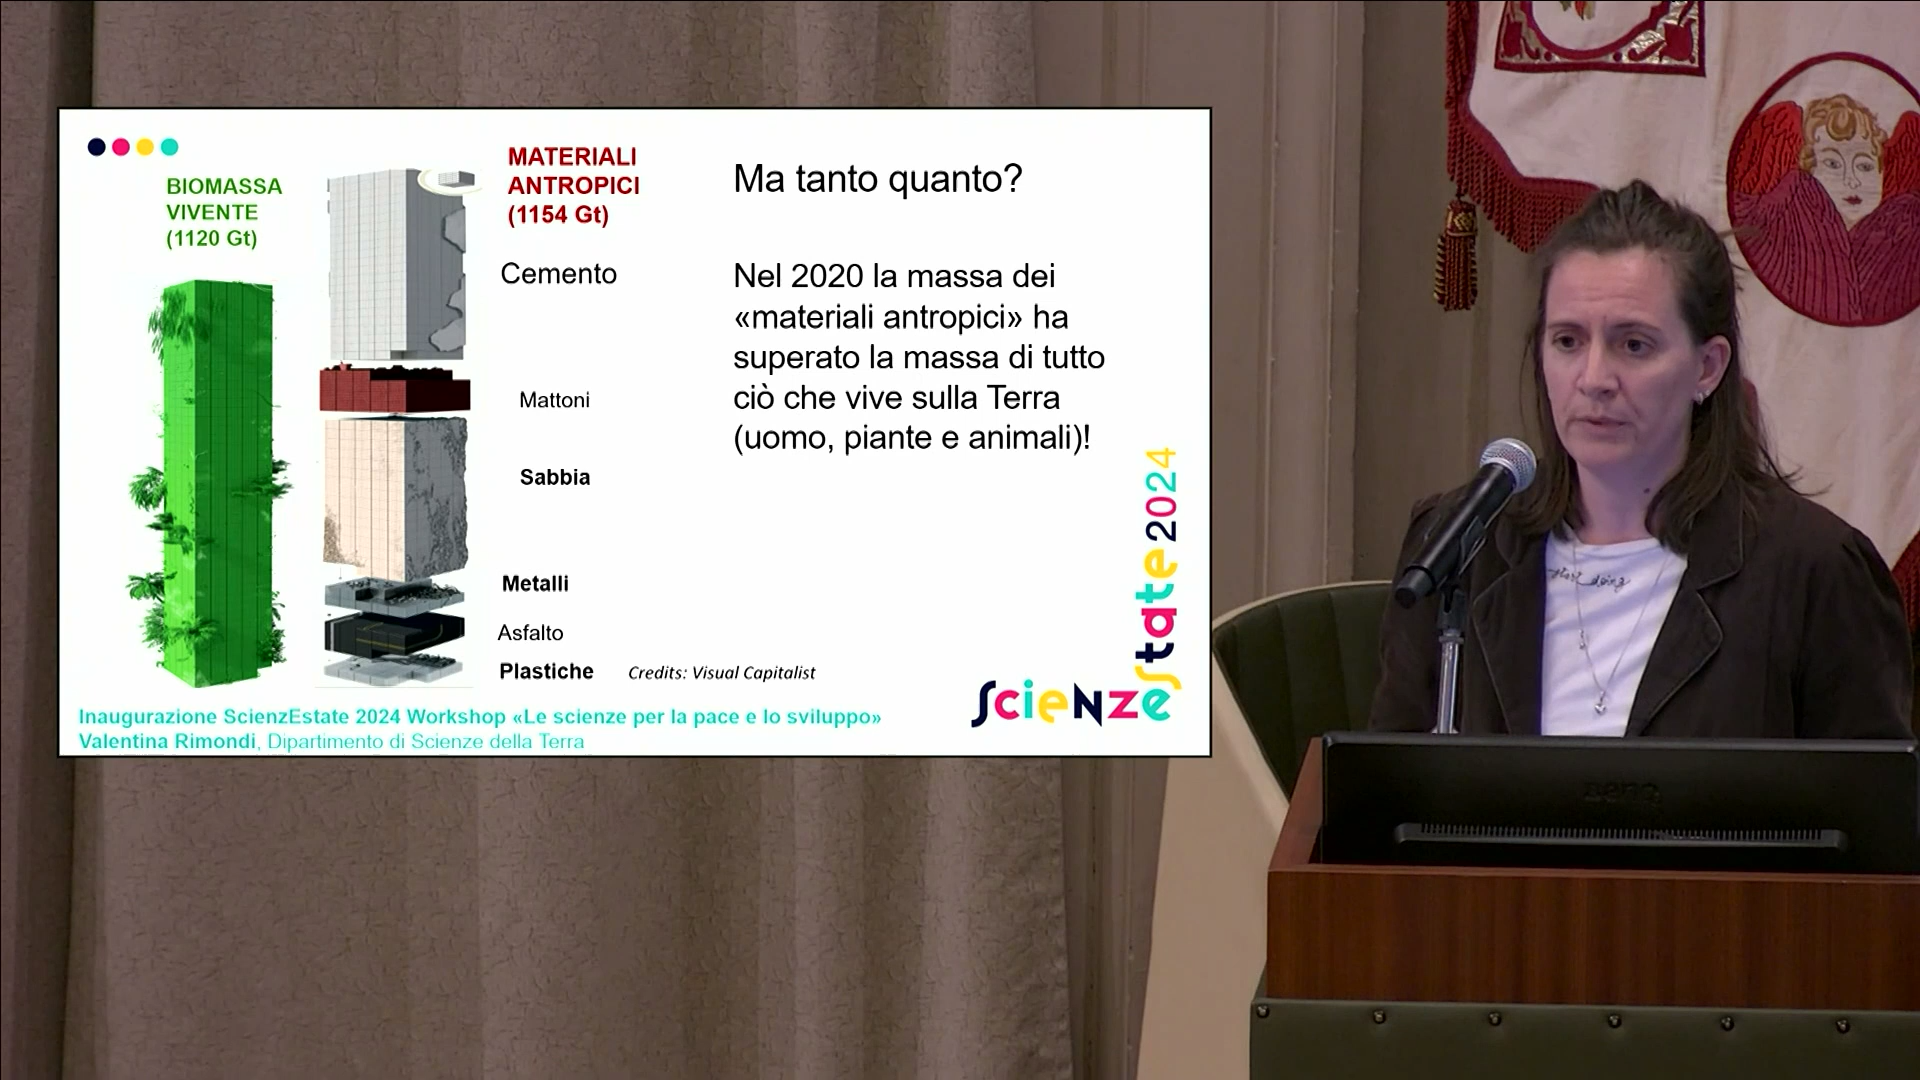 BIOMASSA
VIVENTE
(1120 Gt)
MATERIALI
ANTROPICI
(1154 Gt)
Cemento
Mattoni
Sabbia
Metalli
Asfalto
Plastiche
Credits: Visual Capitalist
Ma tanto quanto?
Nel 2020 la massa dei
«materiali antropici» ha
superato la massa di tutto
ciò che vive sulla Terra
(uomo, piante e animali)!
ScieNzEstate2024
Inaugurazione ScienzEstate 2024 Workshop «Le scienze per la pace e lo sviluppo»
Valentina Rimondi, Dipartimento di Scienze della Terra